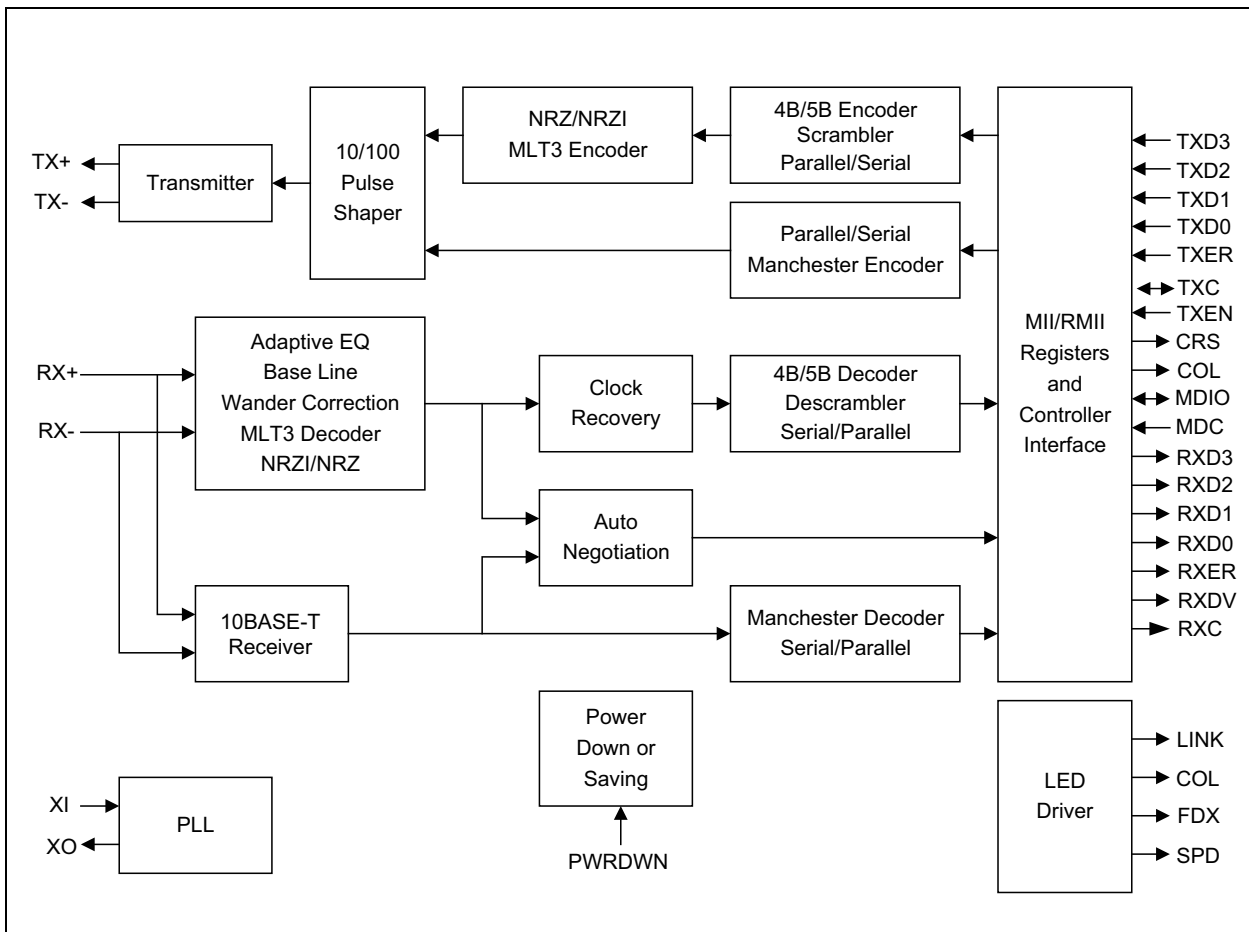 NRZ/NRZI
MLT3 Encoder
4B/5B Encoder
Scrambler
Parallel/Serial
10/100
Pulse
Shaper
TX+
TX-
Transmitter
Parallel/Serial
Manchester Encoder
TXD3
TXD2
TXD1
TXD0
TXER
TXC
TXEN
CRS
COL
MDIO
MDC
RXD3
RXD2
RXD1
RXD0
RXER
RXDV
RXC
MII/RMII
Registers
and
Controller
Interface
RX+
RX-
Adaptive EQ
Base Line
Wander Correction
MLT3 Decoder
NRZI/NRZ
Clock
Recovery
4B/5B Decoder
Descrambler
Serial/Parallel
Auto
Negotiation
10BASE-T
Receiver
Manchester Decoder
Serial/Parallel
Power
Down or
Saving
PWRDWN
XI
XO
PLL
LED
Driver
LINK
COL
FDX
SPD